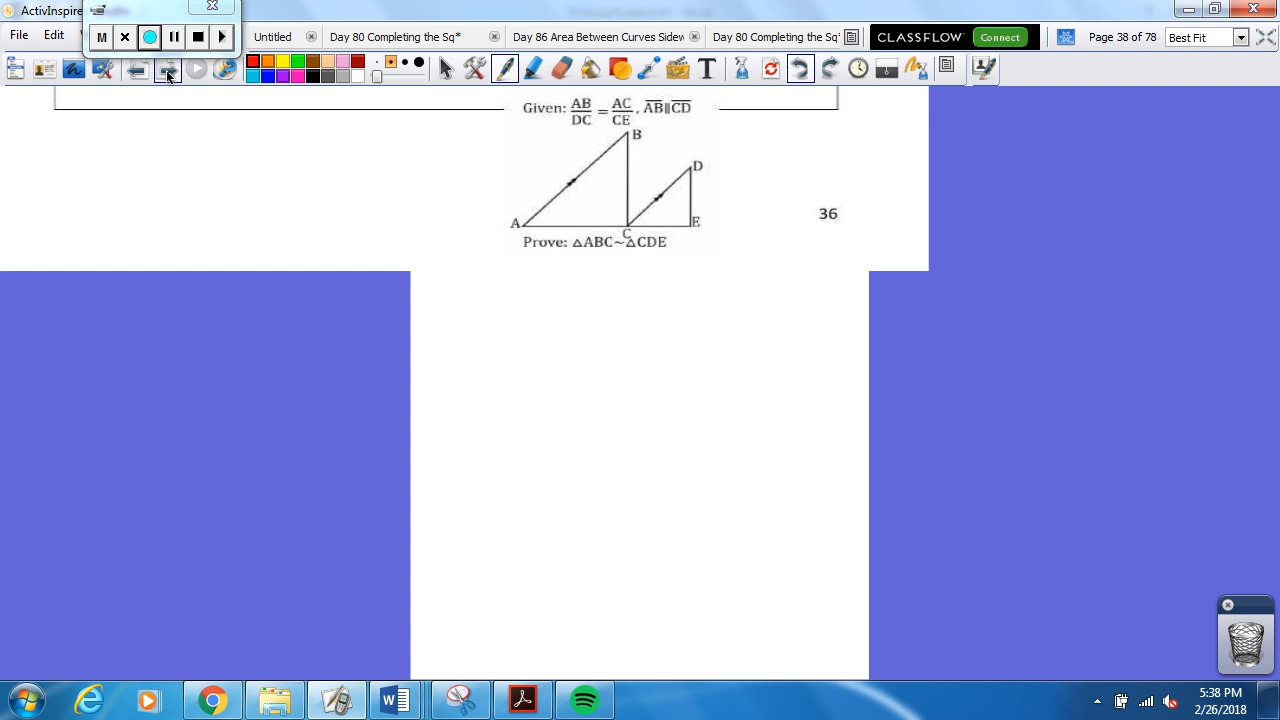 ActivInspire
File Edit
M
Untitled
Day 80 Completing the Sq*
Day 86 Area Between Curves Sidew
Day 80 Completing the Sq
CLASSFLOW Connect
Page 38 of 78
Best Fit
T
Given: AB/DC = AC/CE, AB∥CD
B
D
A
C
E
36
Prove: △ABC~△CDE
W
5:38 PM
2/26/2018